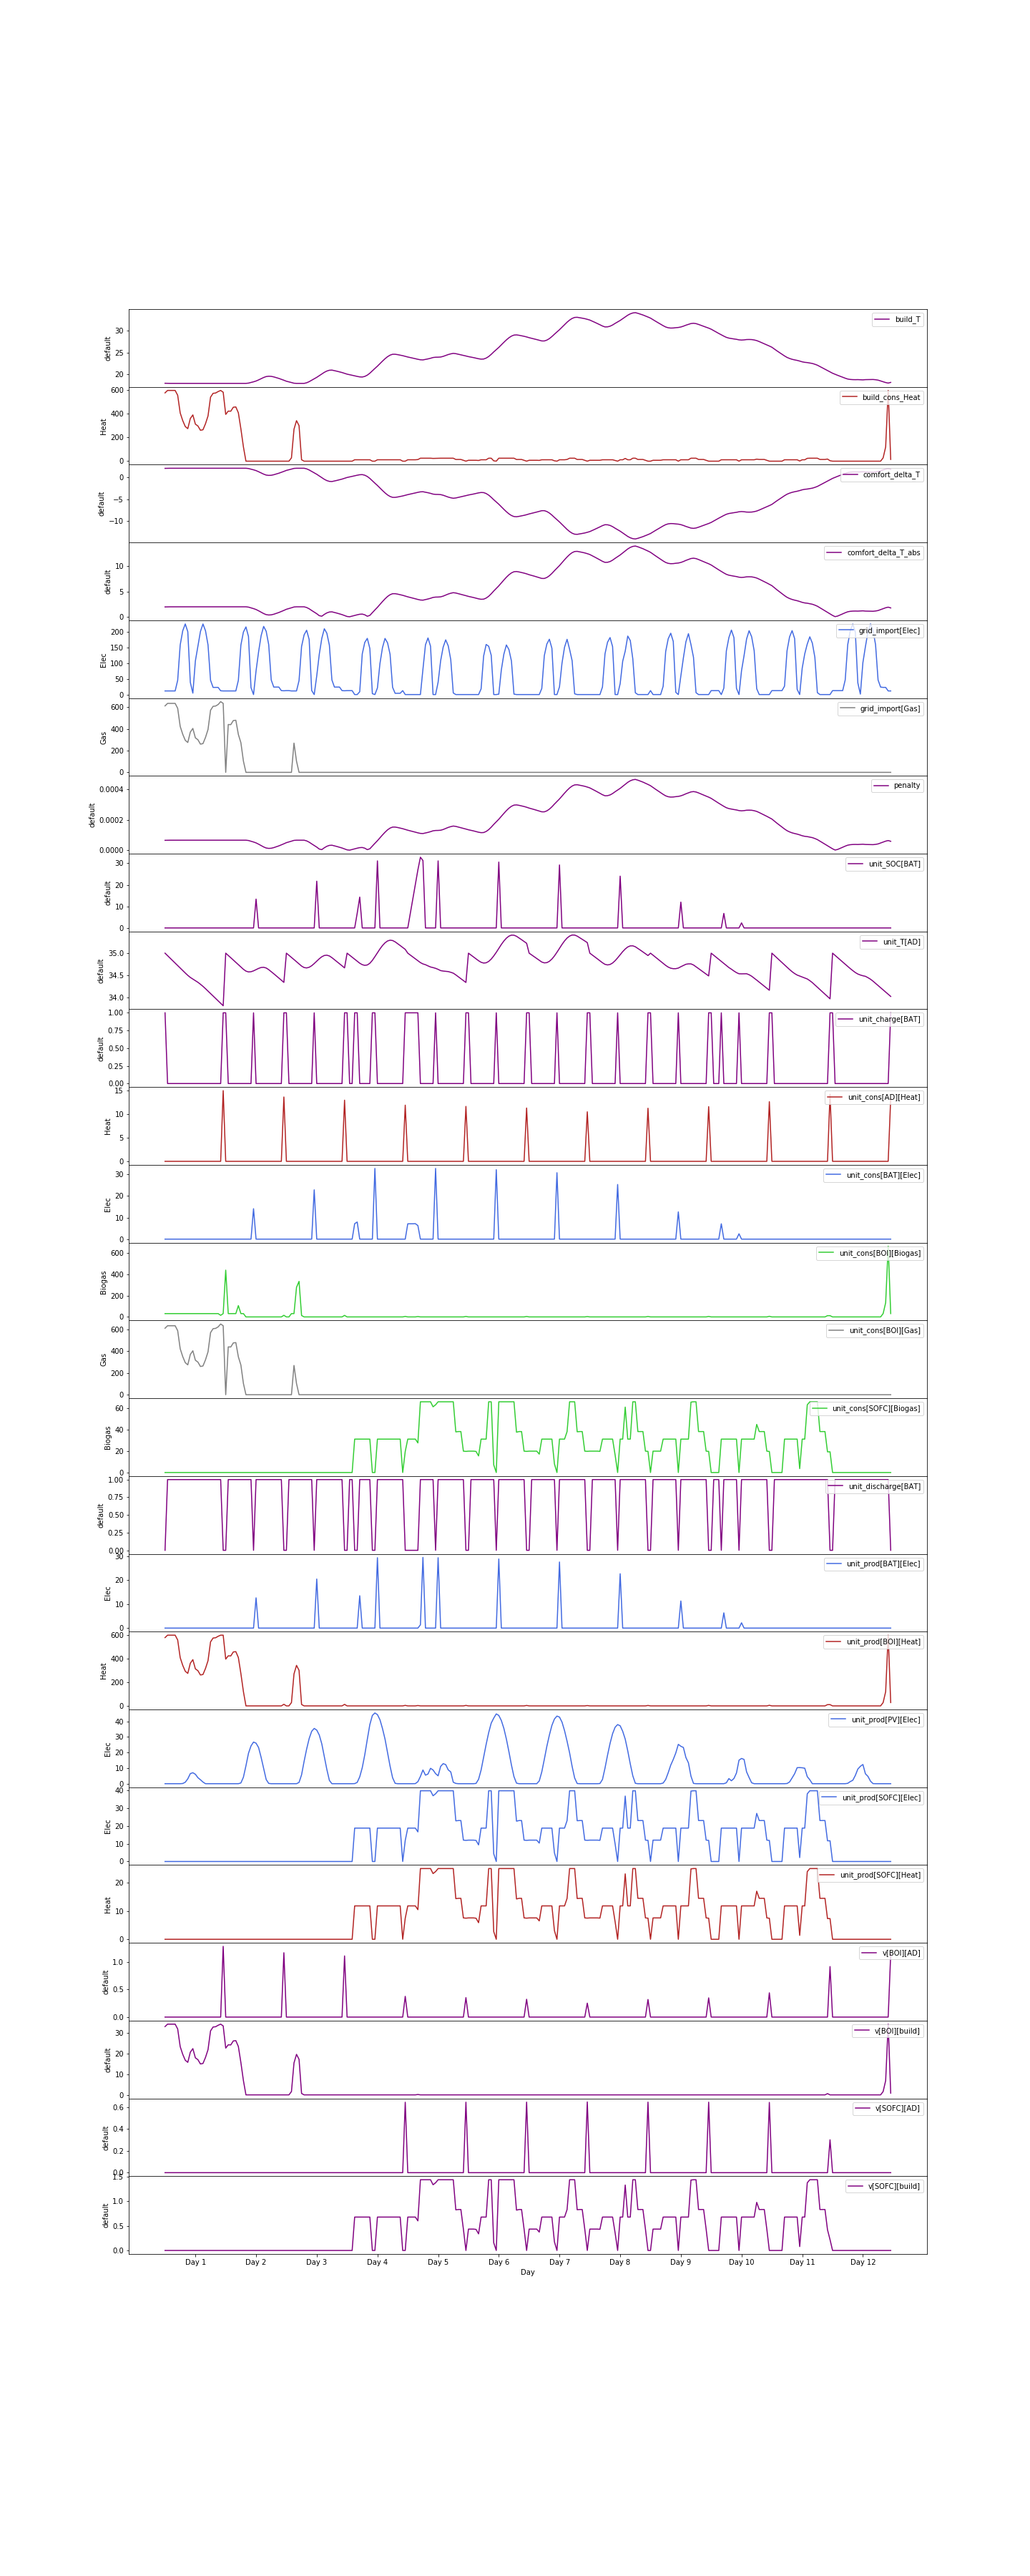 build_T
30
25
20
default
build_cons_Heat
600
400
200
0
Heat
comfort_delta_T
0
−5
−10
default
comfort_delta_T_abs
10
5
0
default
grid_import[Elec]
200
150
100
50
0
Elec
grid_import[Gas]
600
400
200
0
Gas
penalty
0.0004
0.0002
0.0000
default
unit_SOC[BAT]
30
20
10
0
default
unit_T[AD]
35.0
34.5
34.0
default
unit_charge[BAT]
1.00
0.75
0.50
0.25
0.00
default
unit_cons[AD][Heat]
15
10
5
0
Heat
unit_cons[BAT][Elec]
30
20
10
0
Elec
unit_cons[BOI][Biogas]
600
400
200
0
Biogas
unit_cons[BOI][Gas]
600
400
200
0
Gas
unit_cons[SOFC][Biogas]
60
40
20
0
Biogas
unit_discharge[BAT]
1.00
0.75
0.50
0.25
0.00
default
unit_prod[BAT][Elec]
30
20
10
0
Elec
unit_prod[BOI][Heat]
600
400
200
0
Heat
unit_prod[PV][Elec]
40
30
20
10
0
Elec
unit_prod[SOFC][Elec]
40
30
20
10
0
Elec
unit_prod[SOFC][Heat]
20
10
0
Heat
v[BOI][AD]
1.0
0.5
0.0
default
v[BOI][build]
30
20
10
0
default
v[SOFC][AD]
0.6
0.4
0.2
0.0
default
v[SOFC][build]
1.5
1.0
0.5
0.0
default
Day 1 Day 2 Day 3 Day 4 Day 5 Day 6 Day 7 Day 8 Day 9 Day 10 Day 11 Day 12
Day